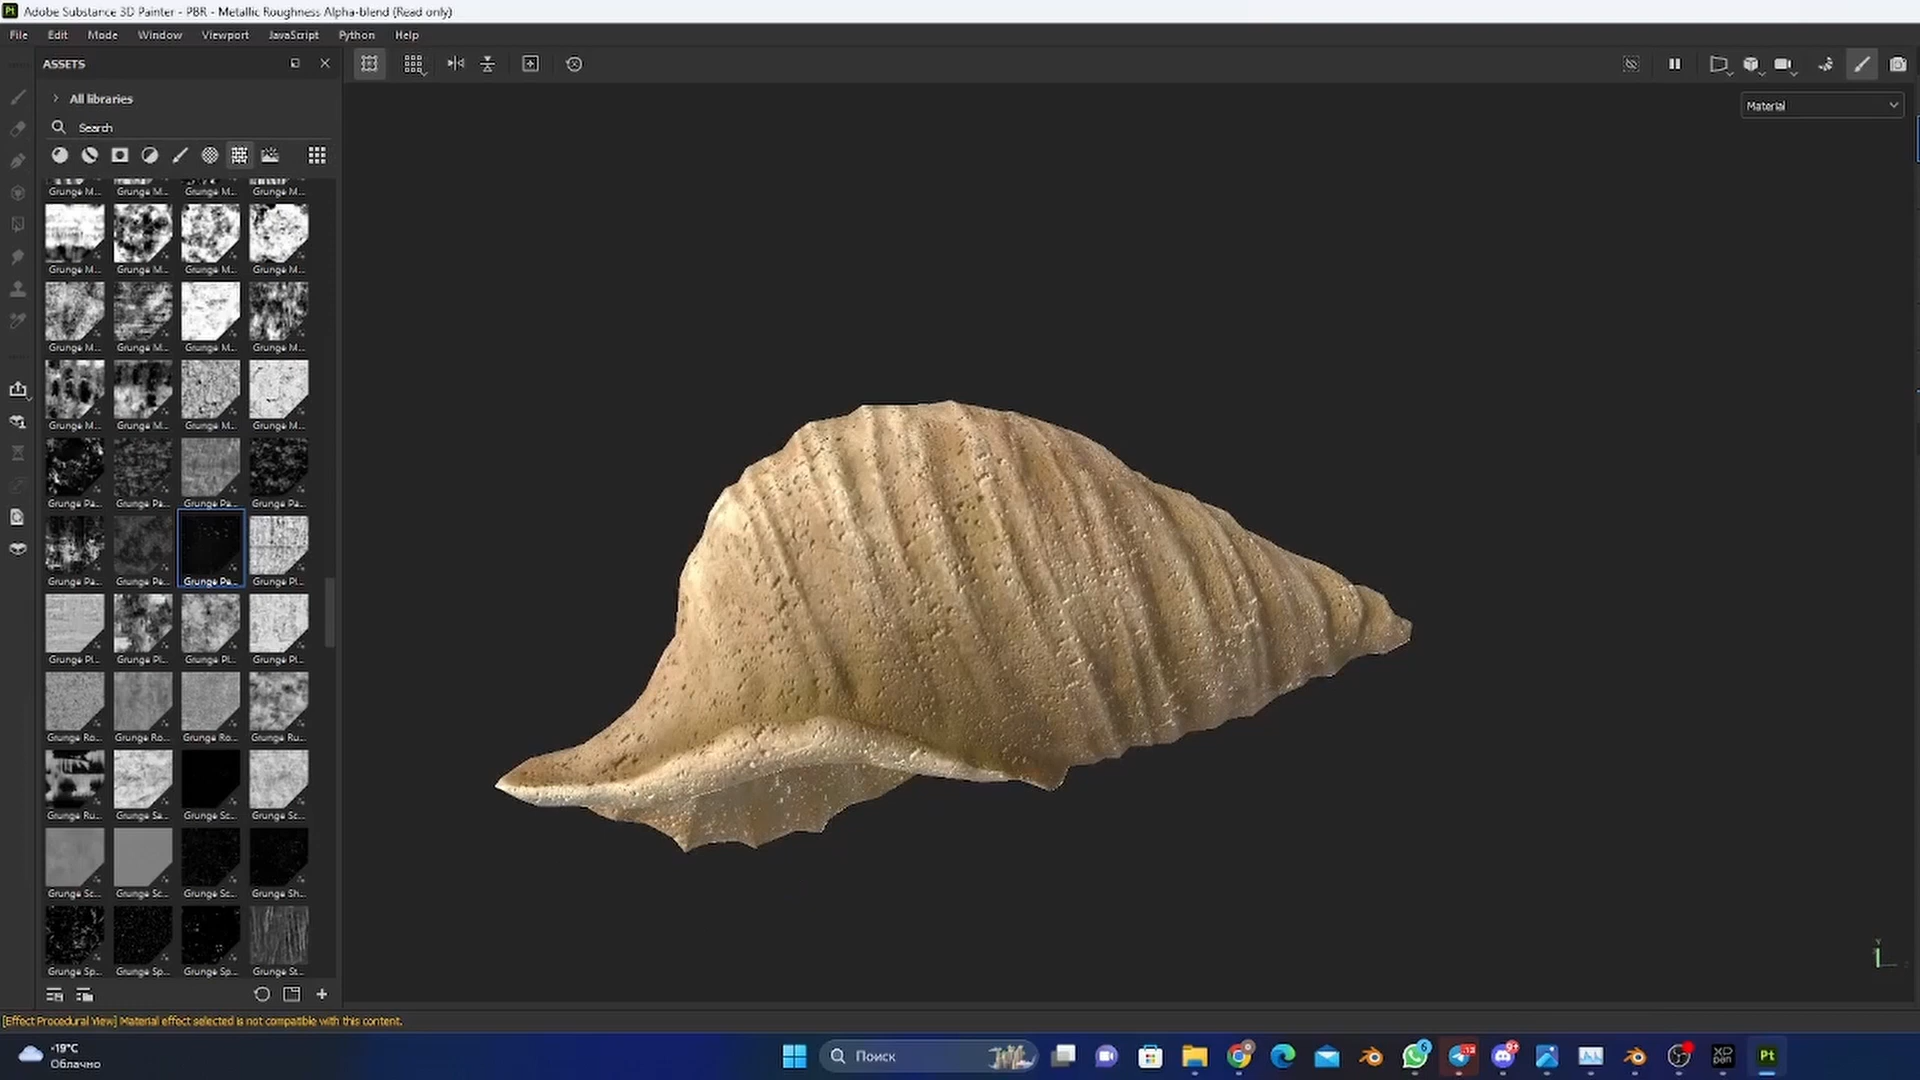 Adobe Substance 3D Painter - PBR - Metallic Roughness Alpha-blend (Read only)
File Edit Mode Window Viewport JavaScript Python Help
ASSETS
All libraries
Search
Material
Grunge M... Grunge M... Grunge M... Grunge M...
Grunge M... Grunge M... Grunge M... Grunge M...
Grunge M... Grunge M... Grunge M... Grunge M...
Grunge M... Grunge M... Grunge M... Grunge M...
Grunge Pa... Grunge Pa... Grunge Pa... Grunge Pa...
Grunge Pa... Grunge Pe... Grunge Pe... Grunge Pl...
Grunge Pl... Grunge Pl... Grunge Pl... Grunge Pl...
Grunge Ro... Grunge Ro... Grunge Ro... Grunge Ru...
Grunge Ru... Grunge Sa... Grunge Sc... Grunge Sc...
Grunge Sc... Grunge Sc... Grunge Sc... Grunge Sh...
Grunge Sp... Grunge Sp... Grunge Sp... Grunge St...
Y
[Effect Procedural View] Material effect selected is not compatible with this content.
-19°C
Облачно
Поиск
Pt